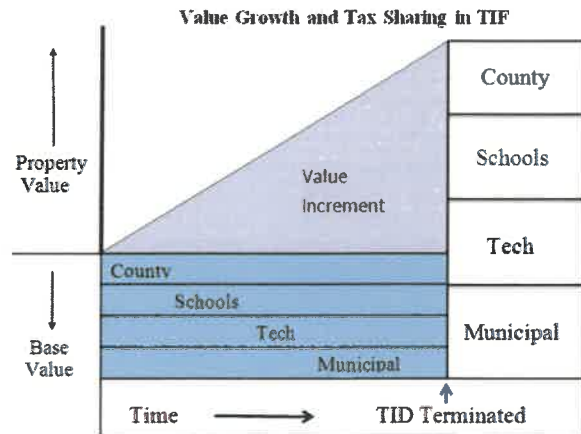 Value Growth and Tax Sharing in TIF
County
Schools
Tech
Municipal
Property
Value
Value
Increment
County
Schools
Tech
Municipal
Base
Value
Time
TID Terminated